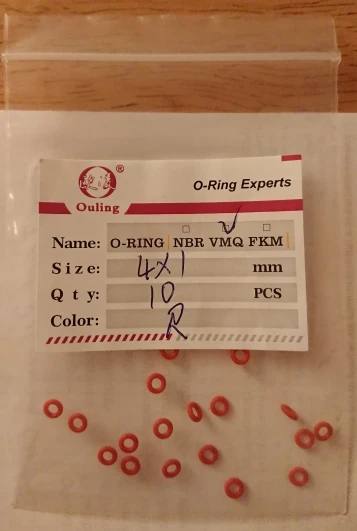 ®
Ouling
O-Ring Experts
Name: O-RING NBR VMQ FKM
Size: 4X1 mm
Qty: 10 PCS
Color: R